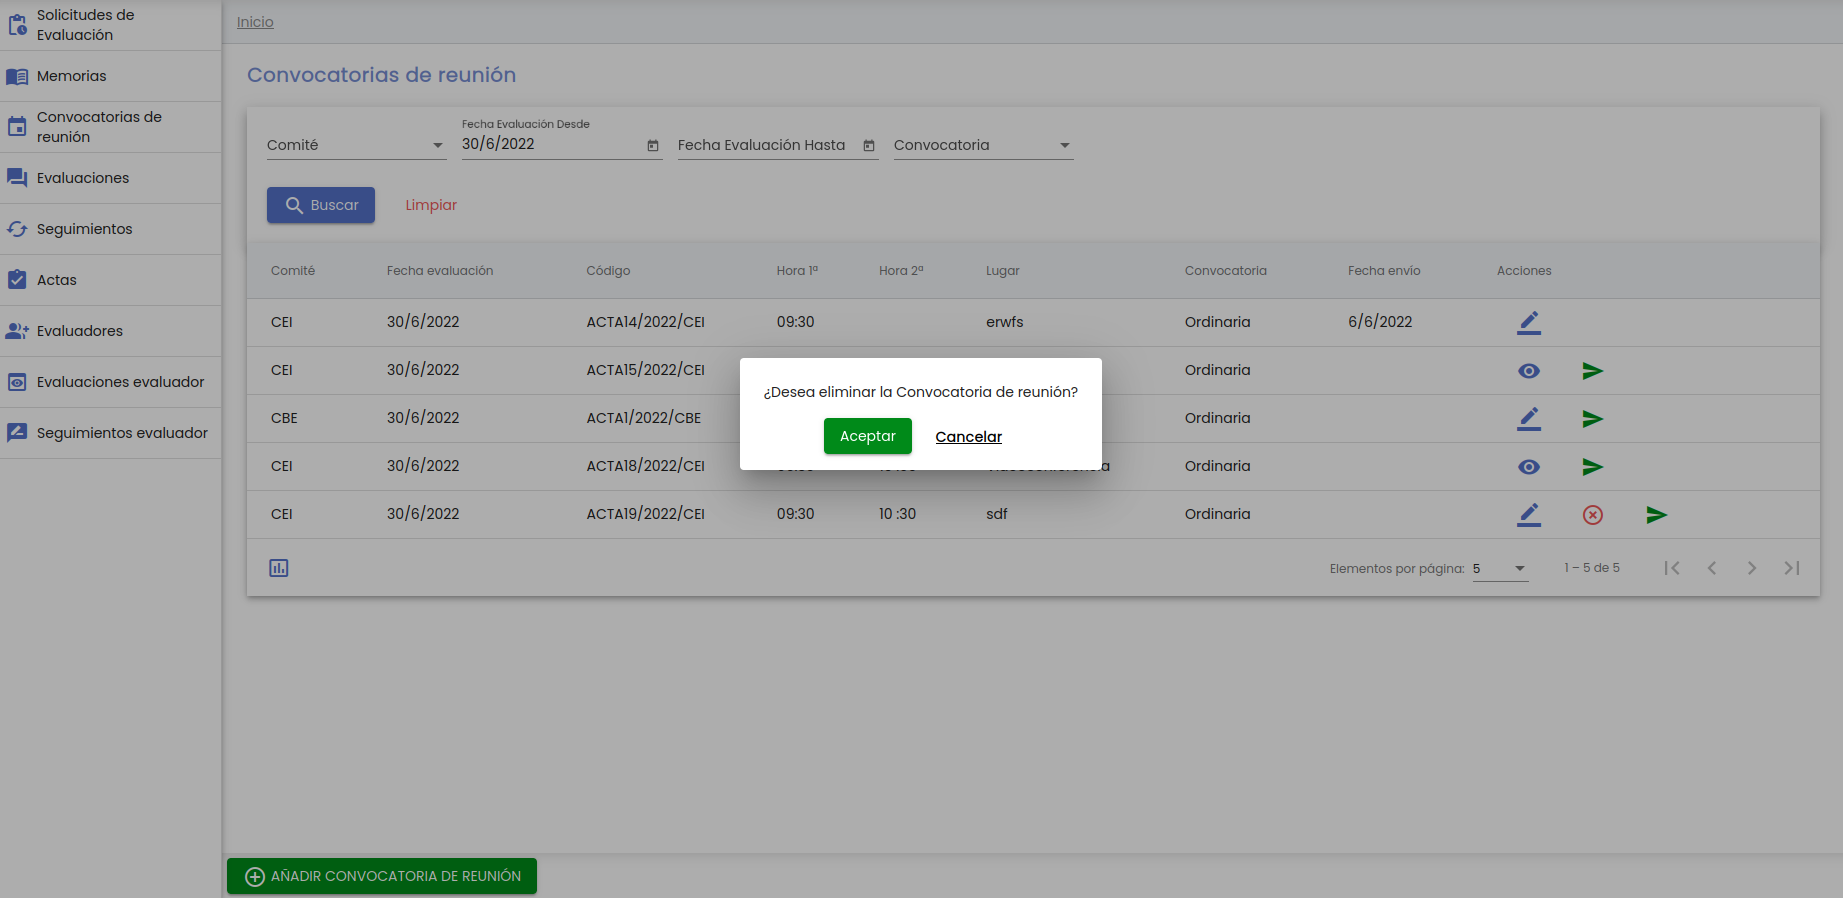 Solicitudes de
Evaluación
Memorias
Convocatorias de
reunión
Evaluaciones
Seguimientos
Actas
Evaluadores
Evaluaciones evaluador
Seguimientos evaluador
Inicio
Convocatorias de reunión
Comité
Fecha Evaluación Desde
30/6/2022
Fecha Evaluación Hasta
Convocatoria
Buscar
Limpiar
Comité Fecha evaluación Código Hora 1ª Hora 2ª Lugar Convocatoria Fecha envío Acciones
CEI 30/6/2022 ACTA14/2022/CEI 09:30 erwfs Ordinaria 6/6/2022
CEI 30/6/2022 ACTA15/2022/CEI Ordinaria
CBE 30/6/2022 ACTA1/2022/CBE Ordinaria
CEI 30/6/2022 ACTA18/2022/CEI Ordinaria
CEI 30/6/2022 ACTA19/2022/CEI 09:30 10 :30 sdf Ordinaria
¿Desea eliminar la Convocatoria de reunión?
Aceptar Cancelar
Elementos por página: 5 1 – 5 de 5
AÑADIR CONVOCATORIA DE REUNIÓN